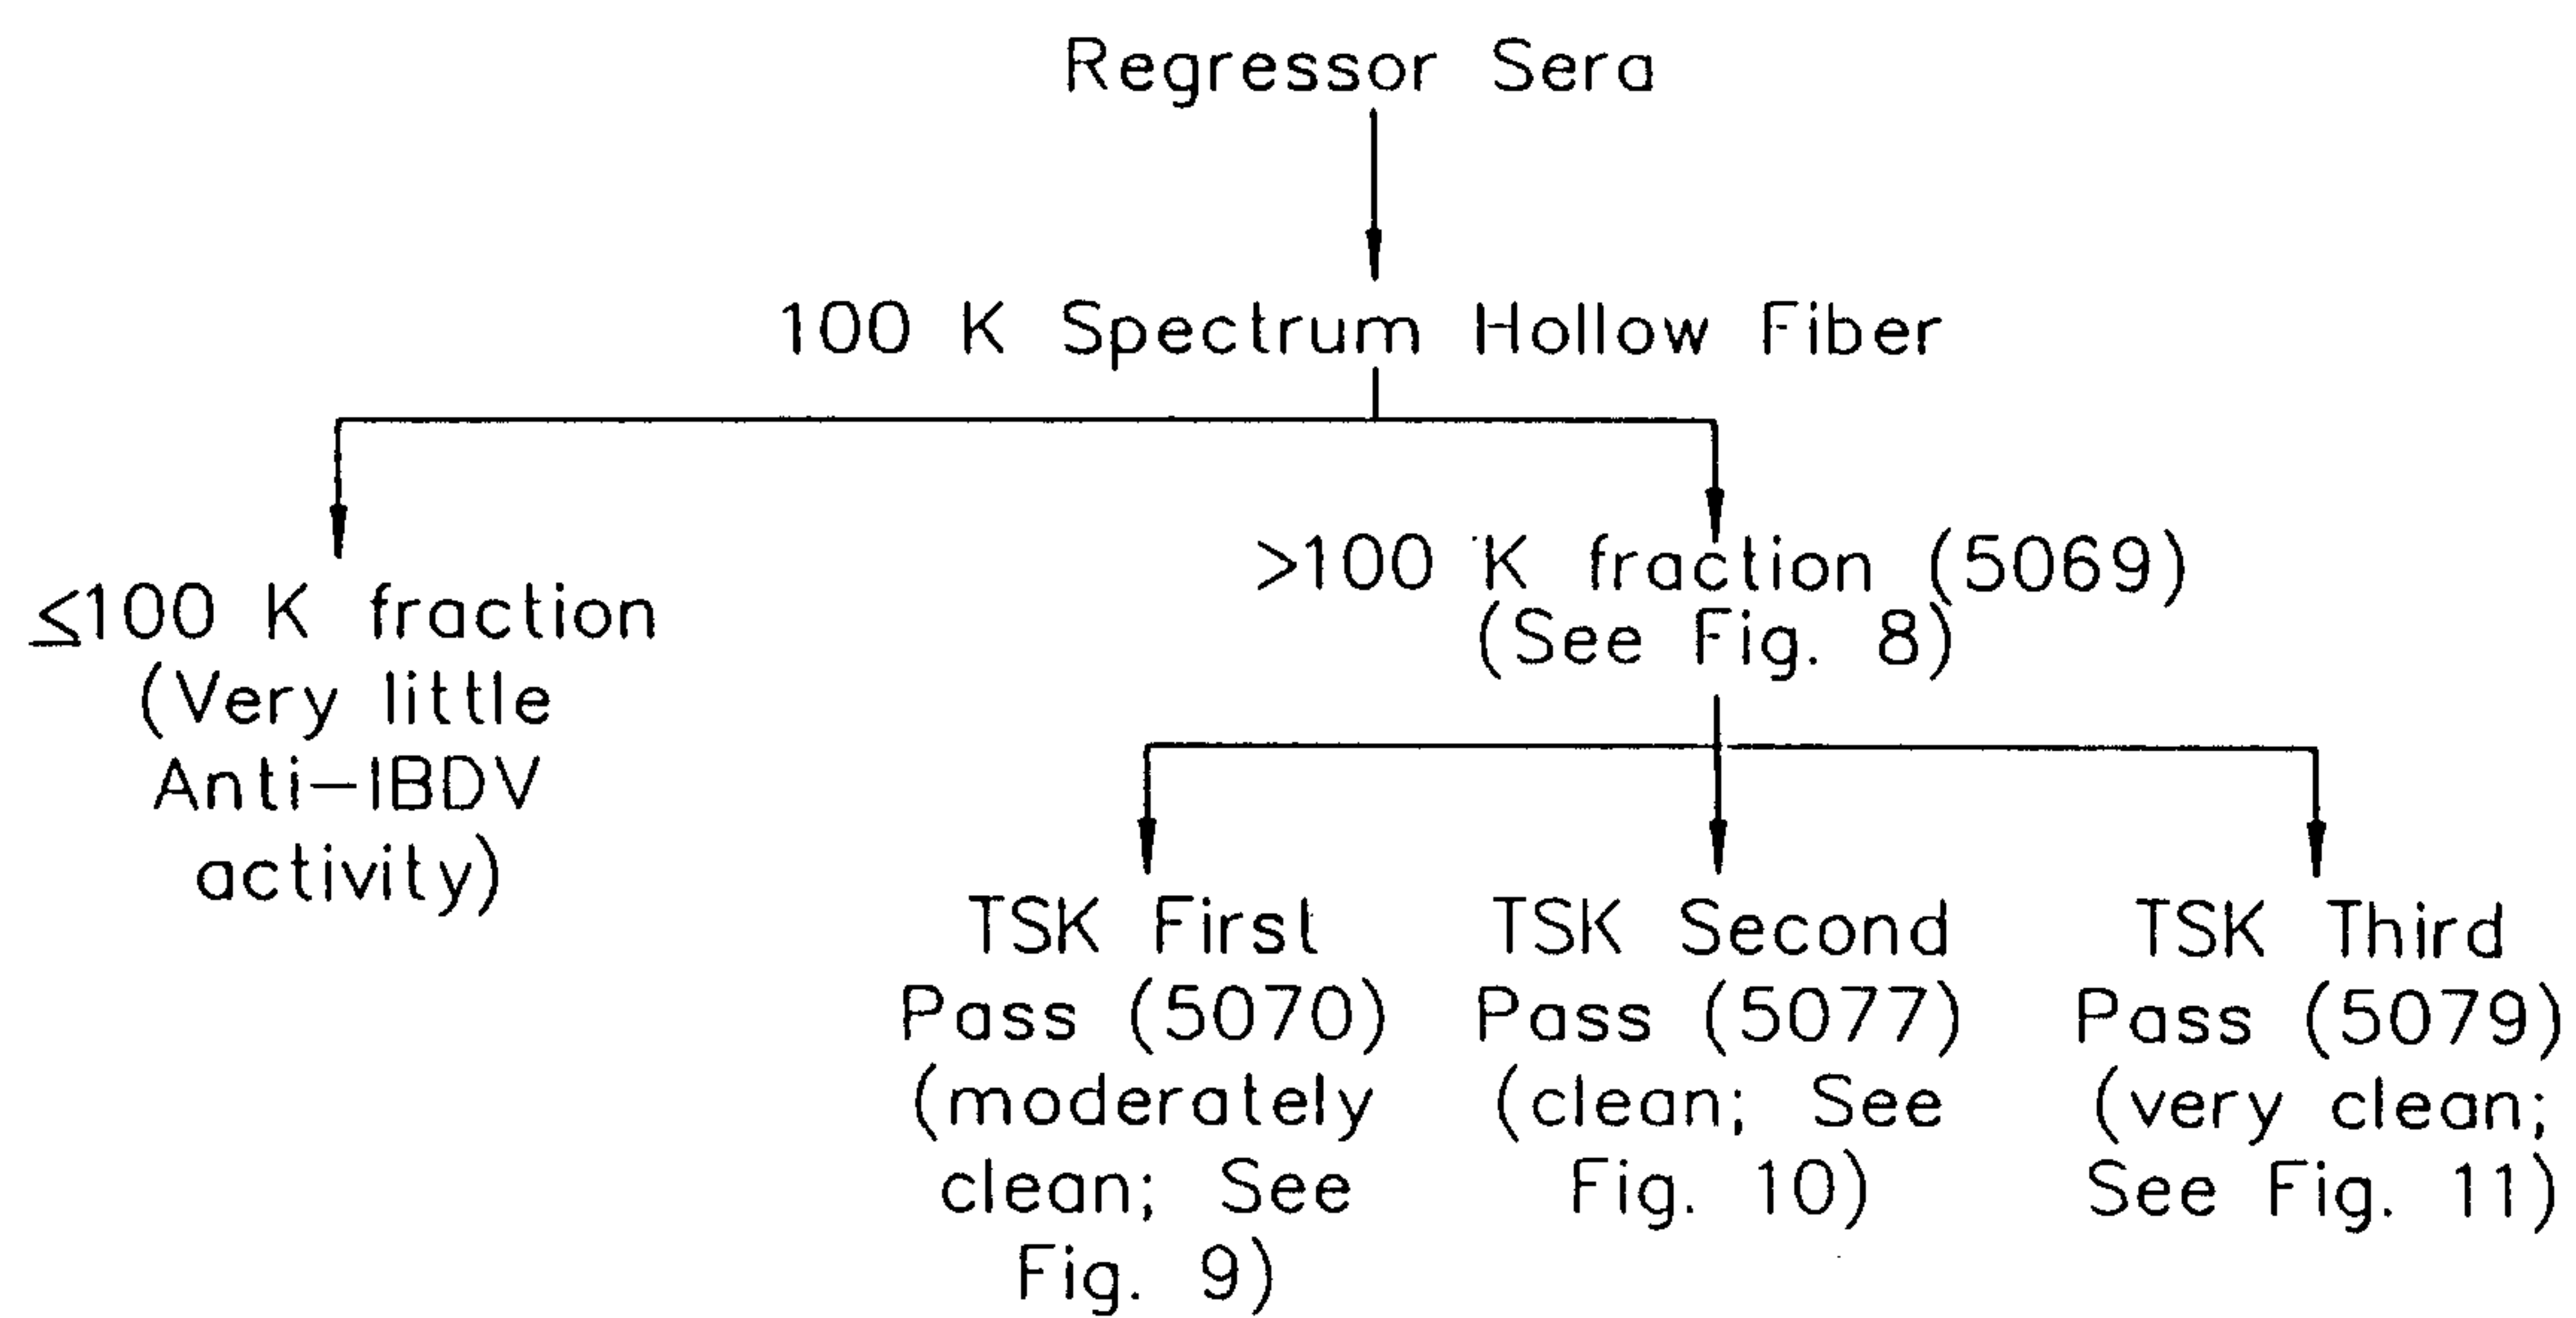 Regressor Sera
100 K Spectrum Hollow Fiber
≤100 K fraction
(Very little
Anti-IBDV
activity)
>100 K fraction (5069)
(See Fig. 8)
TSK First
Pass (5070)
(moderately
clean; See
Fig. 9)
TSK Second
Pass (5077)
(clean; See
Fig. 10)
TSK Third
Pass (5079)
(very clean;
See Fig. 11)